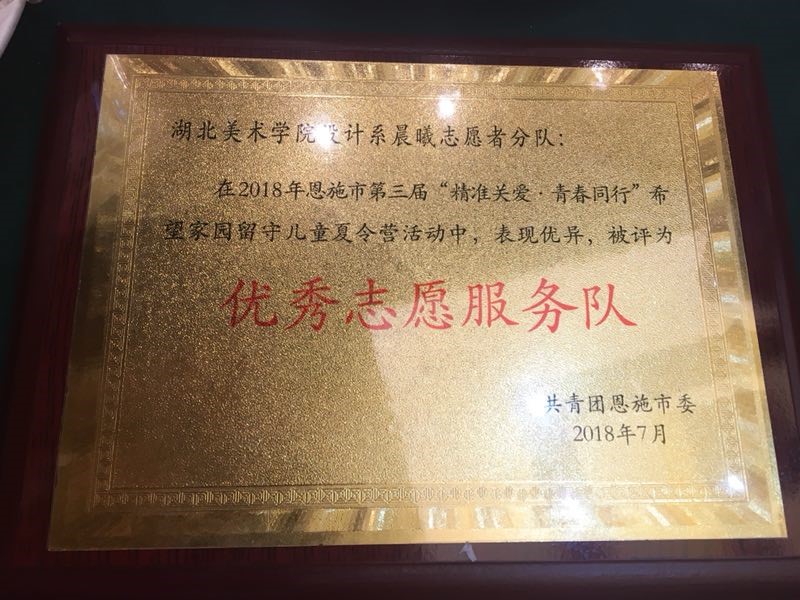 湖北美术学院设计系晨曦志愿者分队：
在2018年恩施市第三届“精准关爱·青春同行”希
望家园留守儿童夏令营活动中，表现优异，被评为
优秀志愿服务队
共青团恩施市委
2018年7月